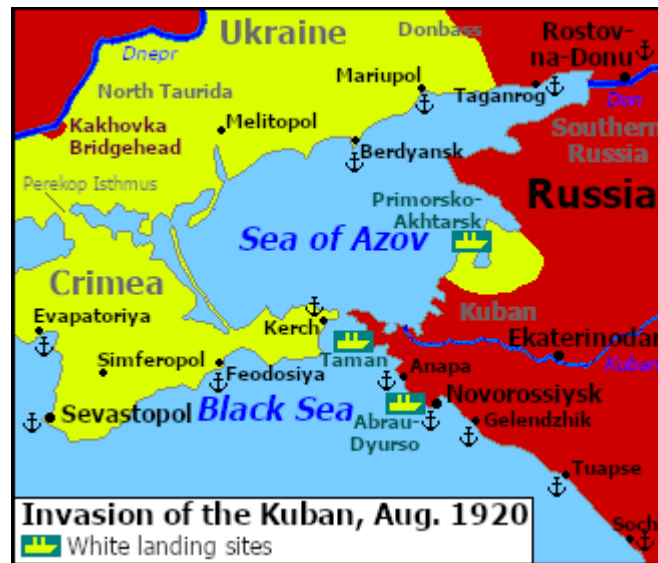 Ukraine
Donbass
Rostov-
na-Donu
Dnepr
Mariupol
Taganrog
Don
North Taurida
Southern
Russia
Kakhovka
Bridgehead
Melitopol
Berdyansk
Russia
Perekop Isthmus
Primorsko-
Akhtarsk
Sea of Azov
Crimea
Kuban
Evapatoriya
Kerch
Ekaterinodar
Taman
Kuban
Simferopol
Feodosiya
Anapa
Novorossiysk
Sevastopol
Black Sea
Abrau-
Dyurso
Gelendzhik
Tuapse
Invasion of the Kuban, Aug. 1920
White landing sites
Soch